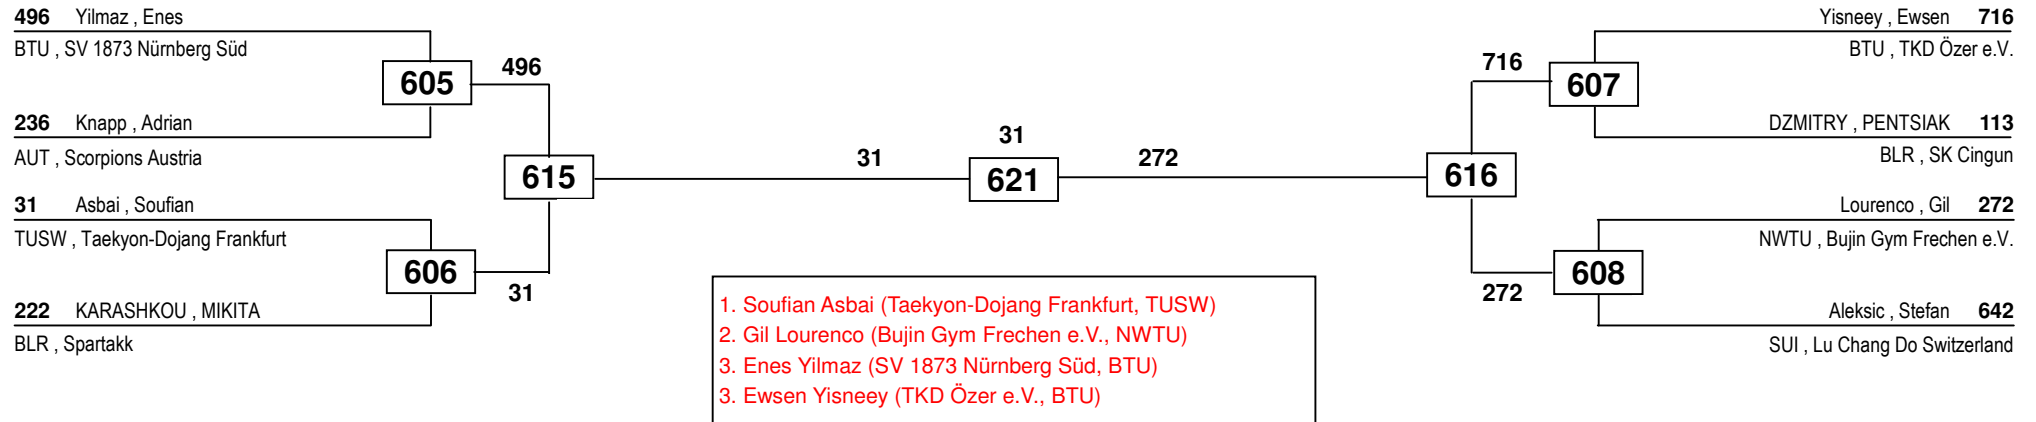 496 Yilmaz , Enes
BTU , SV 1873 Nürnberg Süd
605
496
236 Knapp , Adrian
AUT , Scorpions Austria
615
31 Asbai , Soufian
TUSW , Taekyon-Dojang Frankfurt
606
31
222 KARASHKOU , MIKITA
BLR , Spartakk
31
31
621
272
Yisneey , Ewsen 716
BTU , TKD Özer e.V.
716
607
DZMITRY , PENTSIAK 113
BLR , SK Cingun
616
Lourenco , Gil 272
NWTU , Bujin Gym Frechen e.V.
608
272
Aleksic , Stefan 642
SUI , Lu Chang Do Switzerland
1. Soufian Asbai (Taekyon-Dojang Frankfurt, TUSW)
2. Gil Lourenco (Bujin Gym Frechen e.V., NWTU)
3. Enes Yilmaz (SV 1873 Nürnberg Süd, BTU)
3. Ewsen Yisneey (TKD Özer e.V., BTU)